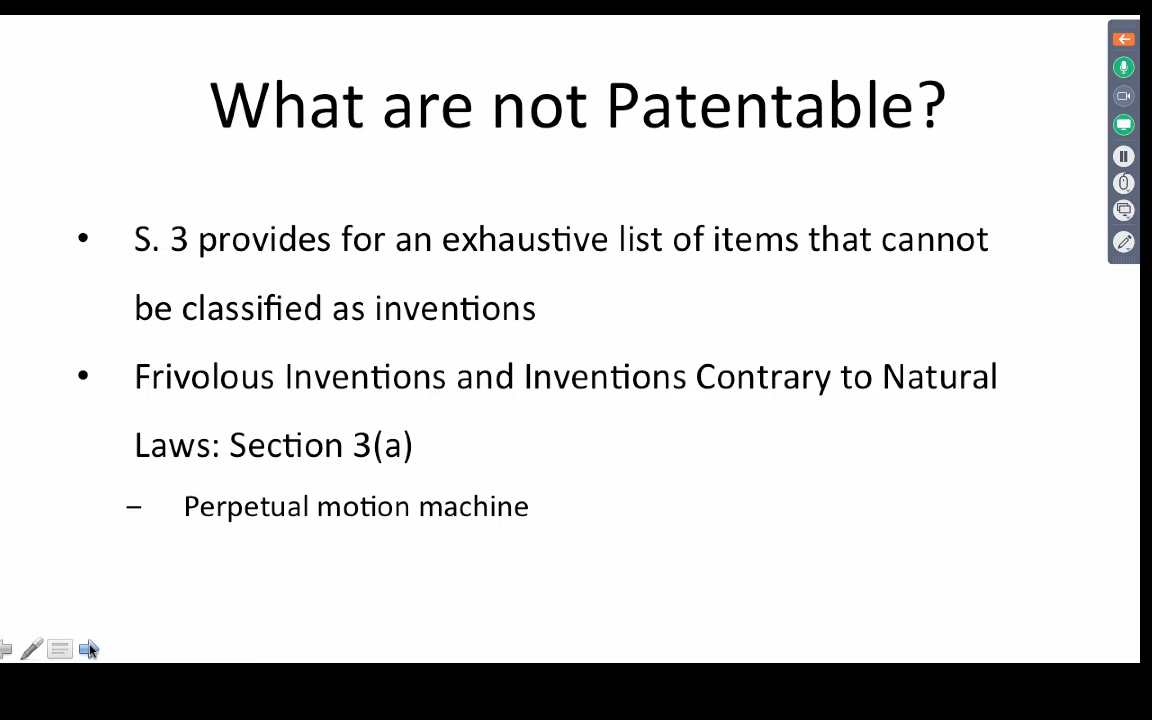 What are not Patentable?
• S. 3 provides for an exhaustive list of items that cannot
be classified as inventions
• Frivolous Inventions and Inventions Contrary to Natural
Laws: Section 3(a)
– Perpetual motion machine